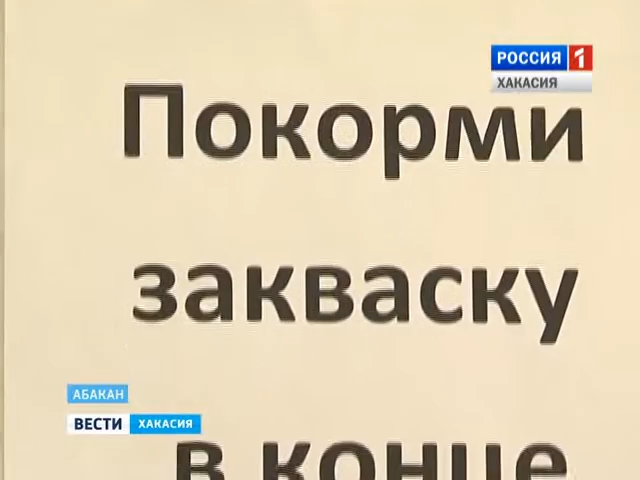 РОССИЯ 1
ХАКАСИЯ
Покорми
закваску
АБАКАН
ВЕСТИ ХАКАСИЯ
в конце